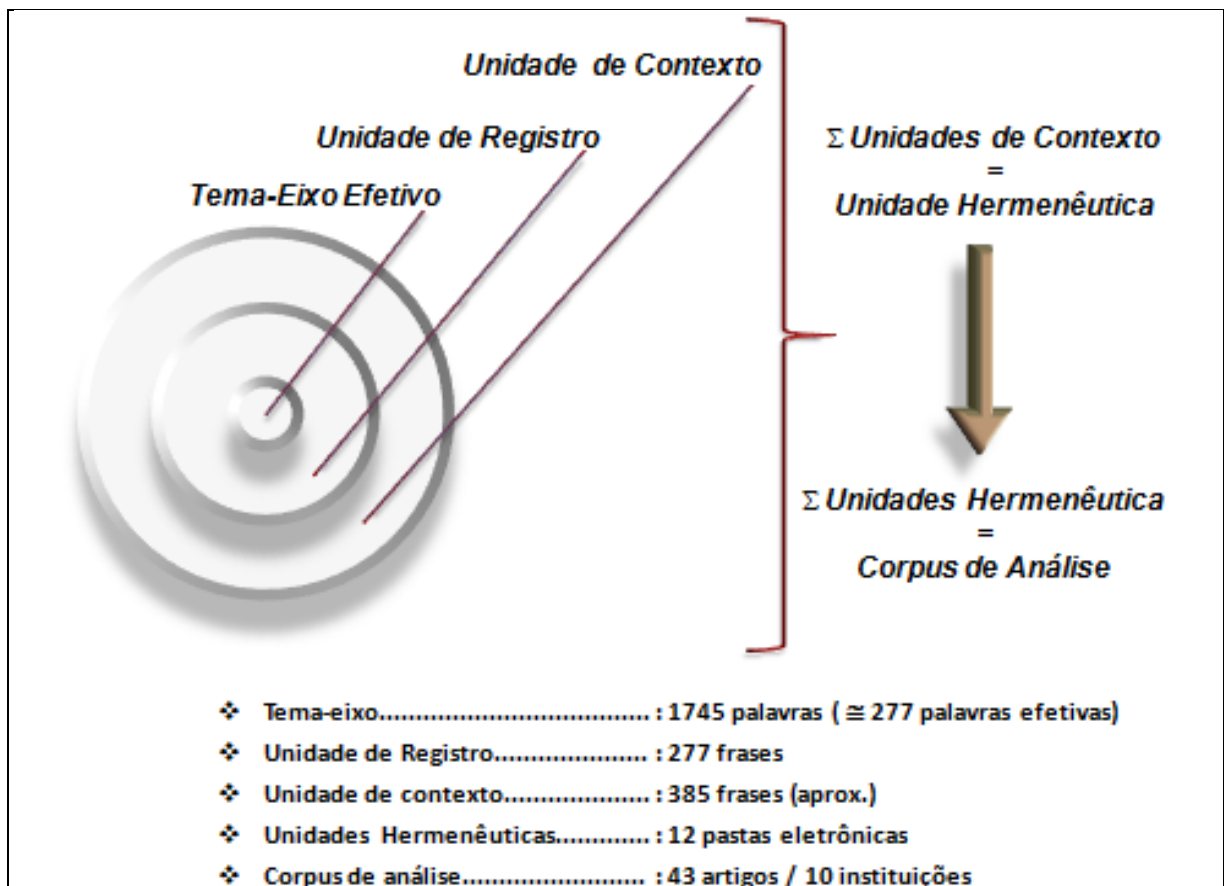 Unidade de Contexto
Unidade de Registro
Tema-Eixo Efetivo
Σ Unidades de Contexto
=
Unidade Hermenêutica
Σ Unidades Hermenêutica
=
Corpus de Análise
❖ Tema-eixo...................................... : 1745 palavras ( ≅ 277 palavras efetivas)
❖ Unidade de Registro...................... : 277 frases
❖ Unidade de contexto..................... : 385 frases (aprox.)
❖ Unidades Hermenêuticas............. : 12 pastas eletrônicas
❖ Corpus de análise.......................... : 43 artigos / 10 instituições